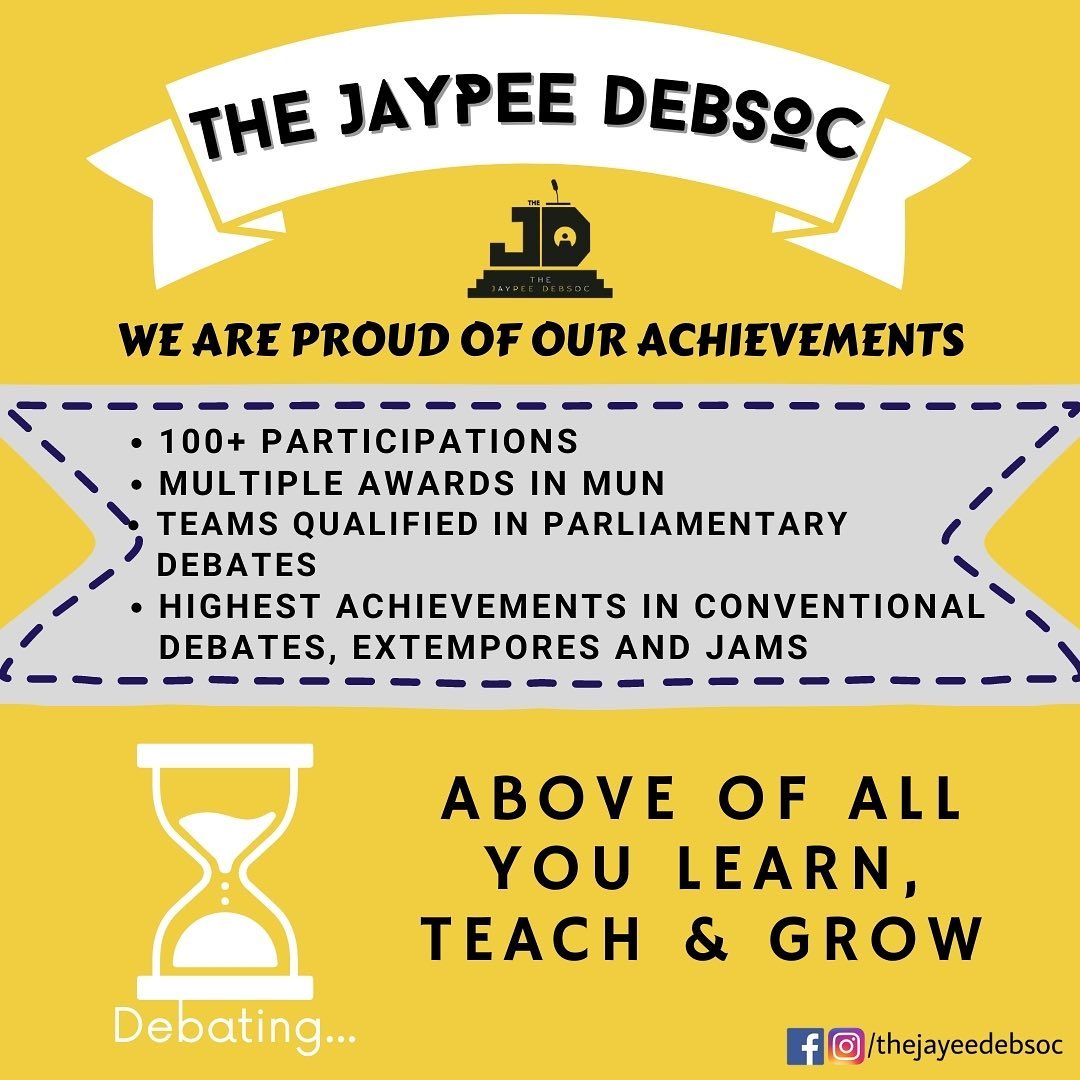 THE JAYPEE DEBSOC
THE
JD
THE
JAYPEE DEBSOC
WE ARE PROUD OF OUR ACHIEVEMENTS
• 100+ PARTICIPATIONS
• MULTIPLE AWARDS IN MUN
• TEAMS QUALIFIED IN PARLIAMENTARY
DEBATES
• HIGHEST ACHIEVEMENTS IN CONVENTIONAL
DEBATES, EXTEMPORES AND JAMS
ABOVE OF ALL
YOU LEARN,
TEACH & GROW
Debating...
/thejayeedebsoc